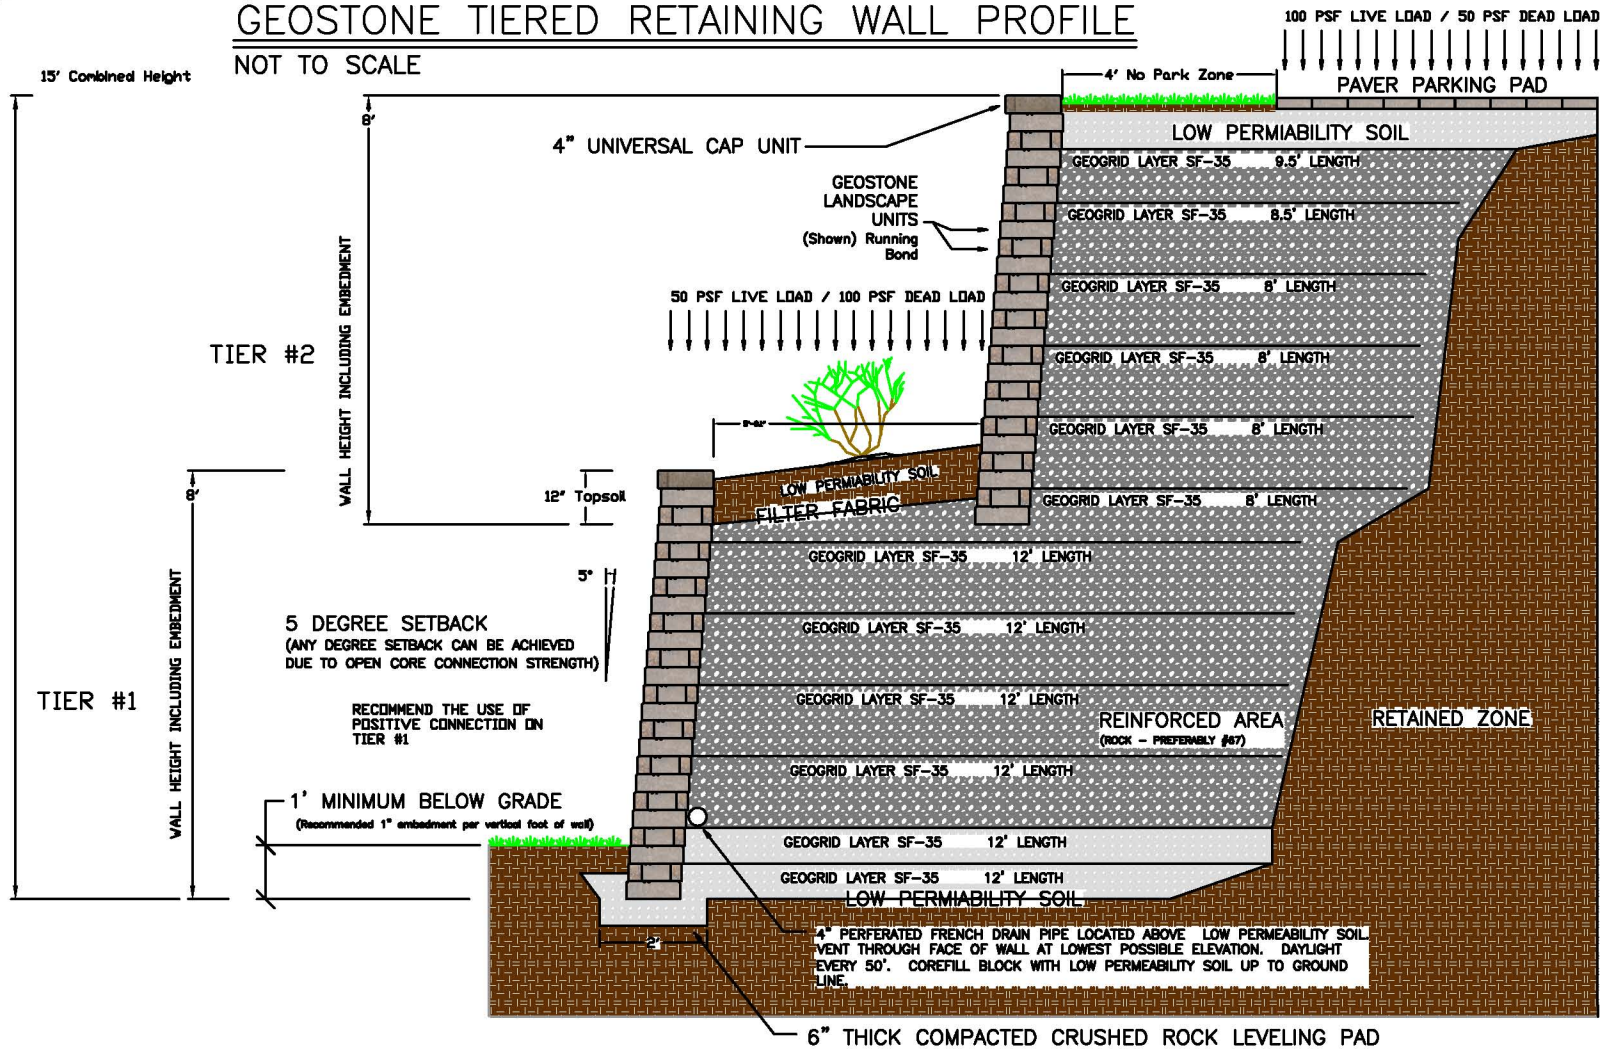 GEOSTONE TIERED RETAINING WALL PROFILE
NOT TO SCALE
100 PSF LIVE LOAD / 50 PSF DEAD LOAD
15' Combined Height
4' No Park Zone
PAVER PARKING PAD
8'
4" UNIVERSAL CAP UNIT
LOW PERMIABILITY SOIL
GEOGRID LAYER SF-35 9.5' LENGTH
GEOSTONE
LANDSCAPE
UNITS
(Shown) Running
Bond
GEOGRID LAYER SF-35 8.5' LENGTH
WALL HEIGHT INCLUDING EMBEDMENT
GEOGRID LAYER SF-35 8' LENGTH
50 PSF LIVE LOAD / 100 PSF DEAD LOAD
TIER #2
GEOGRID LAYER SF-35 8' LENGTH
GEOGRID LAYER SF-35 8' LENGTH
8'
12" Topsoil
LOW PERMIABILITY SOIL
FILTER FABRIC
GEOGRID LAYER SF-35 8' LENGTH
GEOGRID LAYER SF-35 12' LENGTH
5°
5 DEGREE SETBACK
(ANY DEGREE SETBACK CAN BE ACHIEVED
DUE TO OPEN CORE CONNECTION STRENGTH)
GEOGRID LAYER SF-35 12' LENGTH
WALL HEIGHT INCLUDING EMBEDMENT
TIER #1
RECOMMEND THE USE OF
POSITIVE CONNECTION ON
TIER #1
GEOGRID LAYER SF-35 12' LENGTH
REINFORCED AREA
(ROCK - PREFERABLY #67)
RETAINED ZONE
GEOGRID LAYER SF-35 12' LENGTH
1' MINIMUM BELOW GRADE
(Recommended 1" embedment per vertical foot of wall)
GEOGRID LAYER SF-35 12' LENGTH
GEOGRID LAYER SF-35 12' LENGTH
LOW PERMIABILITY SOIL
2'
4" PERFERATED FRENCH DRAIN PIPE LOCATED ABOVE LOW PERMEABILITY SOIL.
VENT THROUGH FACE OF WALL AT LOWEST POSSIBLE ELEVATION. DAYLIGHT
EVERY 50'. COREFILL BLOCK WITH LOW PERMEABILITY SOIL UP TO GROUND
LINE.
6" THICK COMPACTED CRUSHED ROCK LEVELING PAD